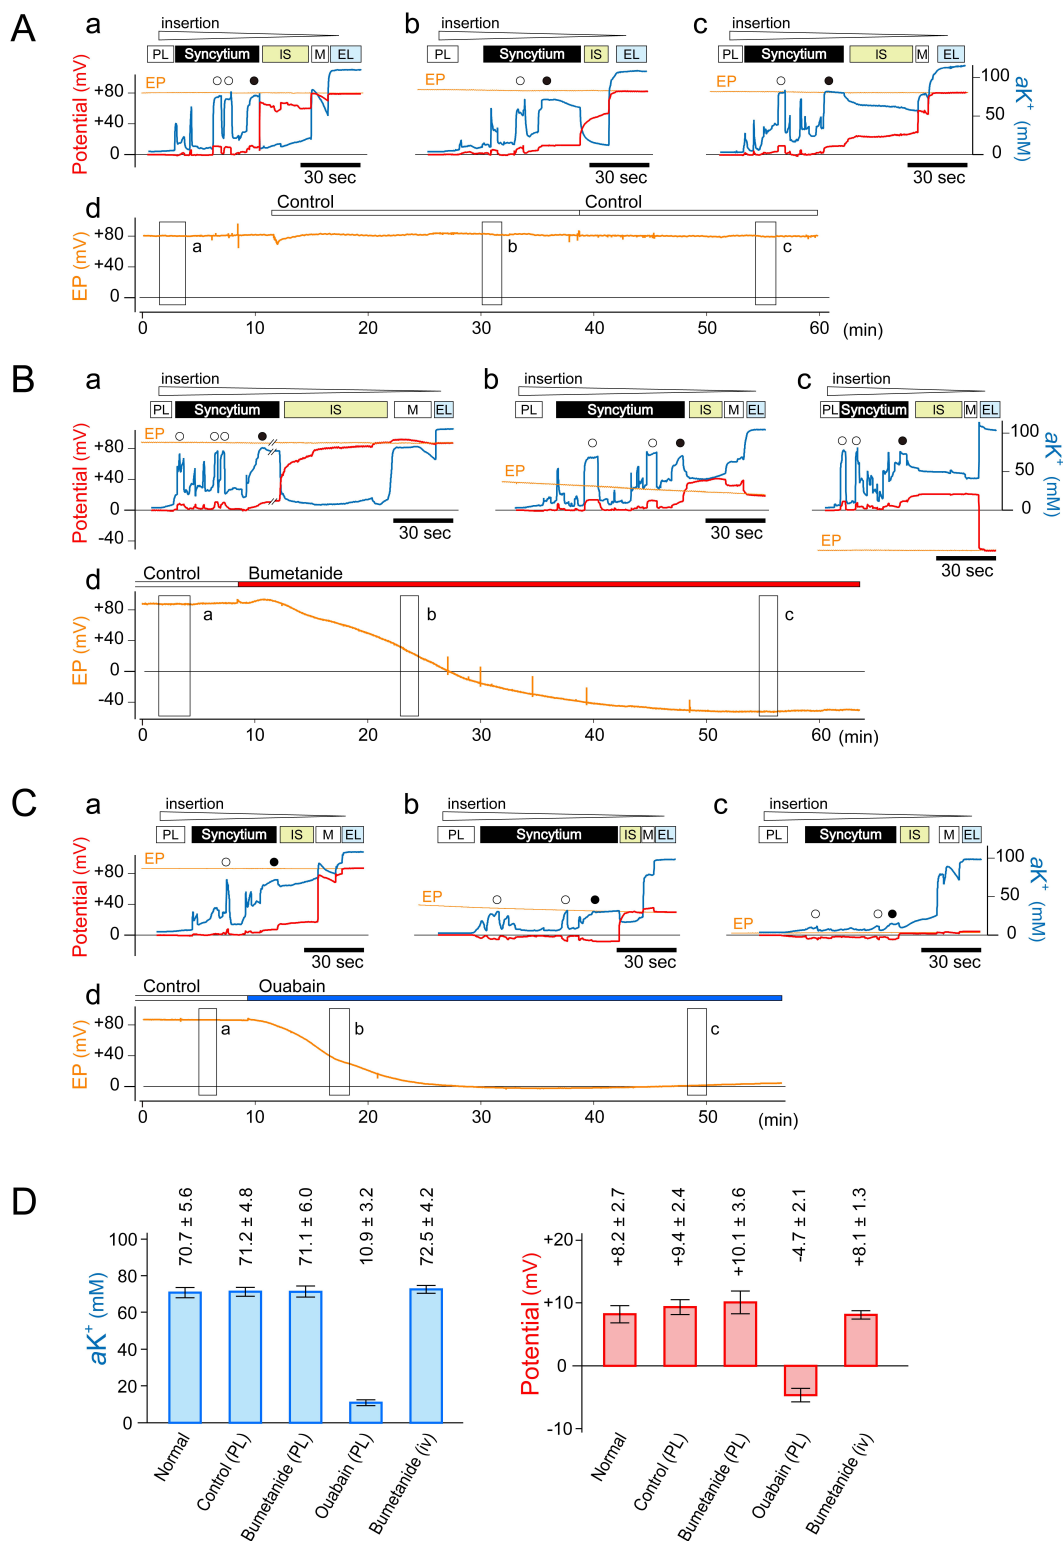 A
a
insertion
PL Syncytium IS M EL
b
insertion
PL Syncytium IS EL
c
insertion
PL Syncytium IS M EL
Potential (mV)
EP
+80
+40
0
30 sec
30 sec
30 sec
100
50
0
aK+ (mM)
d
Control Control
EP (mV)
+80
+40
0
a b c
0 10 20 30 40 50 60 (min)
B
a
insertion
PL Syncytium IS M EL
b
insertion
PL Syncytium IS M EL
c
insertion
PL Syncytium IS M EL
Potential (mV)
EP
+80
+40
0
-40
30 sec
EP
30 sec
EP
30 sec
100
50
0
aK+ (mM)
d
Control Bumetanide
EP (mV)
+80
+40
0
-40
a b c
0 10 20 30 40 50 60 (min)
C
a
insertion
PL Syncytium IS M EL
b
insertion
PL Syncytium IS M EL
c
insertion
PL Syncytium IS M EL
Potential (mV)
EP
+80
+40
0
30 sec
EP
30 sec
EP
30 sec
100
50
0
aK+ (mM)
d
Control Ouabain
EP (mV)
+80
+40
0
a b c
0 10 20 30 40 50 (min)
D
70.7 ± 5.6
71.2 ± 4.8
71.1 ± 6.0
10.9 ± 3.2
72.5 ± 4.2
aK+ (mM)
100
80
60
40
20
0
Normal
Control (PL)
Bumetanide (PL)
Ouabain (PL)
Bumetanide (iv)
+8.2 ± 2.7
+9.4 ± 2.4
+10.1 ± 3.6
-4.7 ± 2.1
+8.1 ± 1.3
Potential (mV)
+20
+10
0
-10
Normal
Control (PL)
Bumetanide (PL)
Ouabain (PL)
Bumetanide (iv)